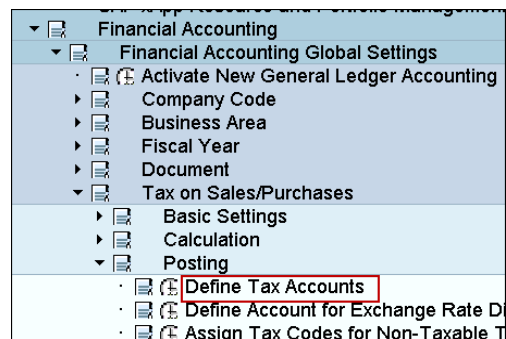 Financial Accounting
Financial Accounting Global Settings
Activate New General Ledger Accounting
Company Code
Business Area
Fiscal Year
Document
Tax on Sales/Purchases
Basic Settings
Calculation
Posting
Define Tax Accounts
Define Account for Exchange Rate Di
Assign Tax Codes for Non-Taxable T